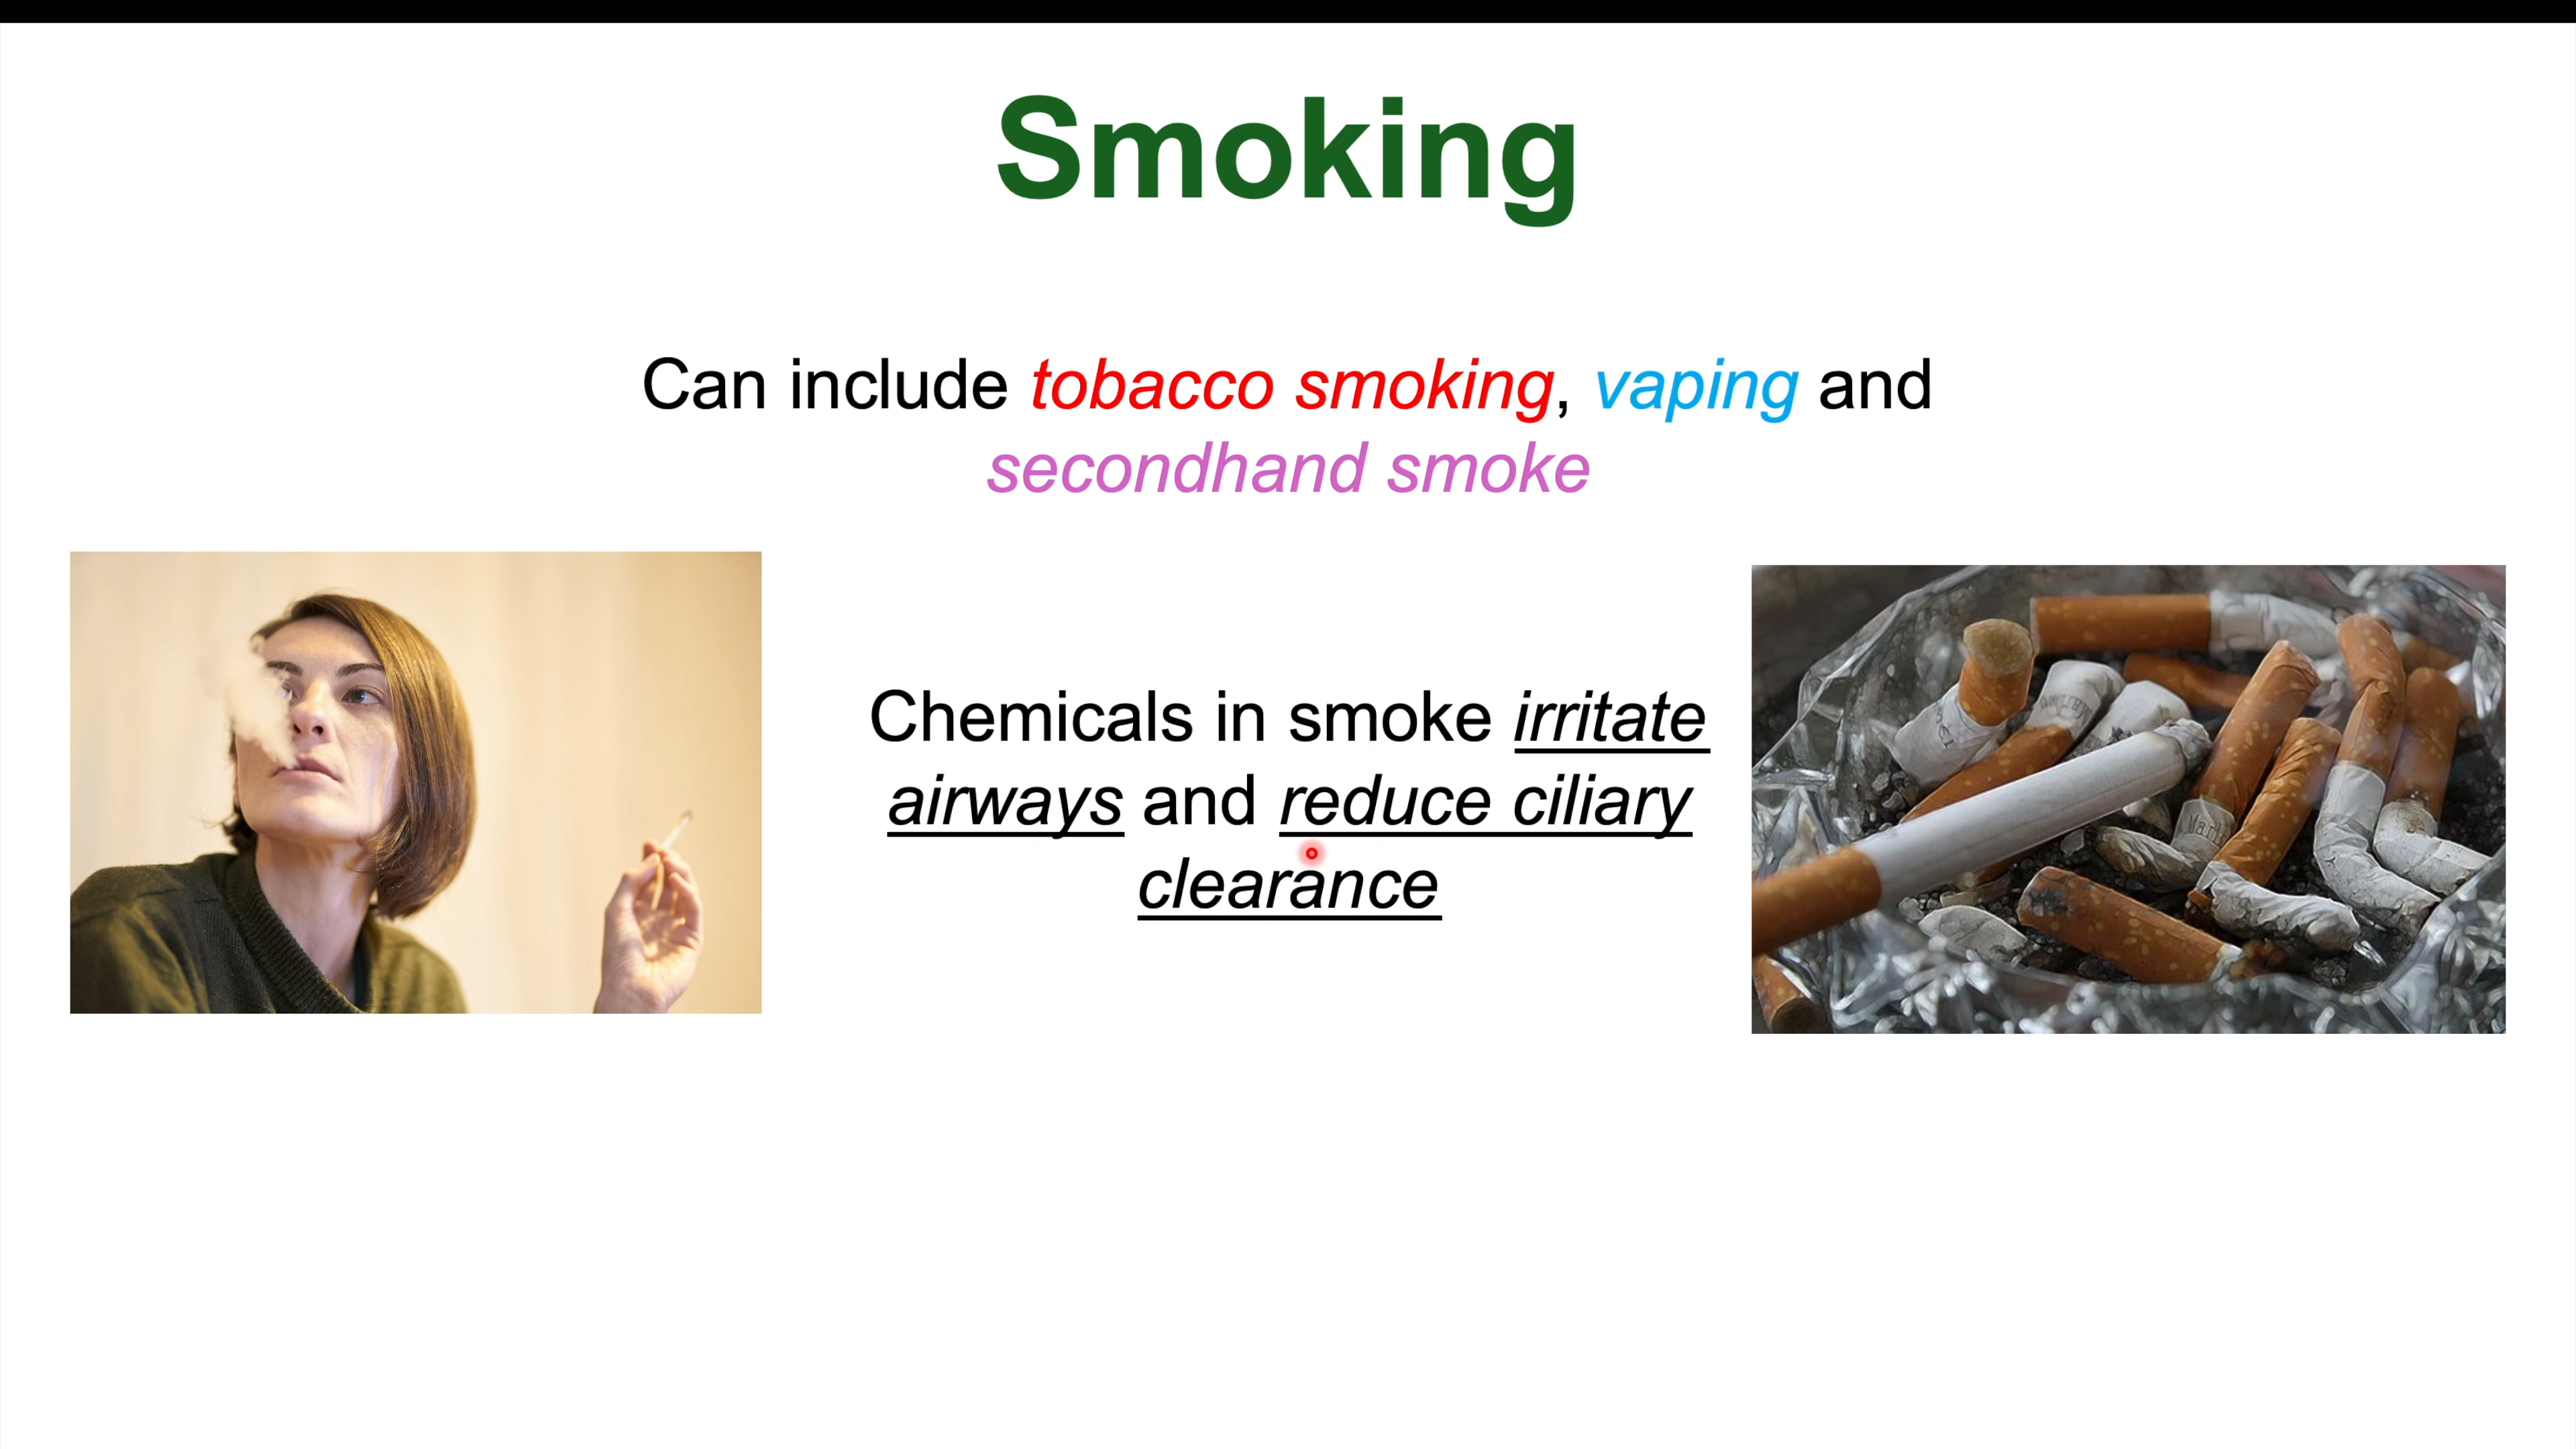 Smoking
Can include tobacco smoking, vaping and
secondhand smoke
Chemicals in smoke irritate
airways and reduce ciliary
clearance